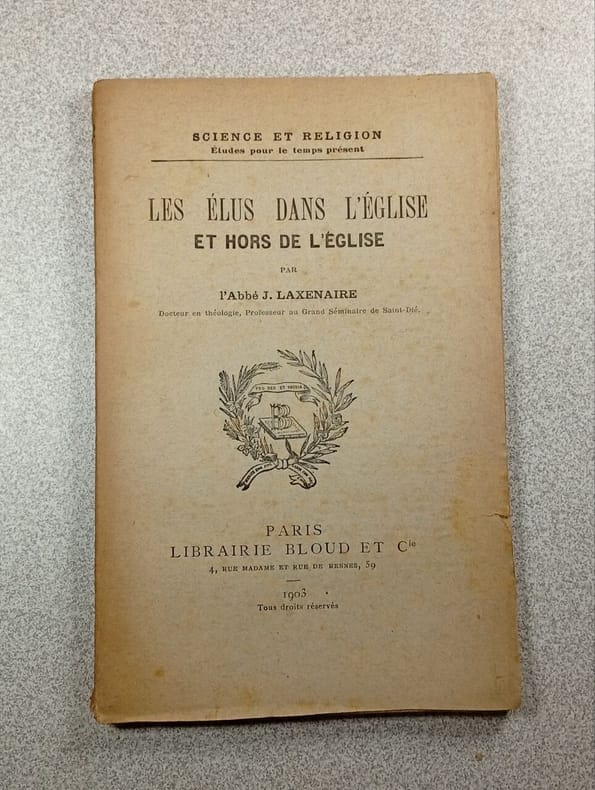 SCIENCE ET RELIGION
Études pour le temps présent
LES ÉLUS DANS L'ÉGLISE
ET HORS DE L'ÉGLISE
PAR
l'Abbé J. LAXENAIRE
Docteur en théologie, Professeur au Grand Séminaire de Saint-Dié.
PRO DEO ET PATRIA
B
PARIS
LIBRAIRIE BLOUD ET Cie
4, RUE MADAME ET RUE DE RENNES, 59
1903
Tous droits réservés